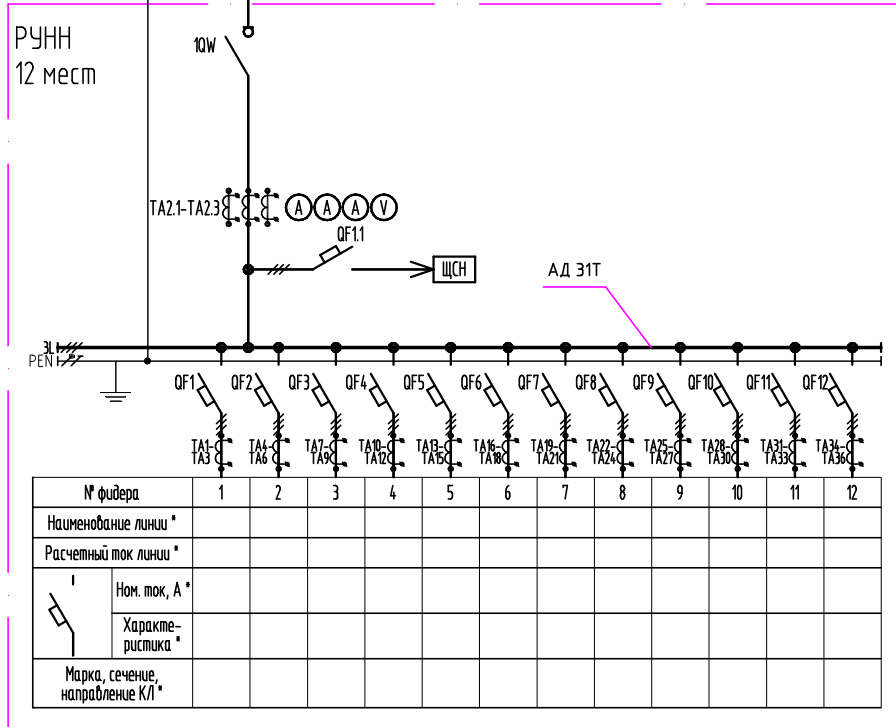 РУНН
12 мест
1QW
TA2.1-TA2.3
A A A V
QF1.1
ЩСН
АД 31Т
3L
PEN
QF1 QF2 QF3 QF4 QF5 QF6 QF7 QF8 QF9 QF10 QF11 QF12
TA1- TA4- TA7- TA10- TA13- TA16- TA19- TA22- TA25- TA28- TA31- TA34-
TA3 TA6 TA9 TA12 TA15 TA18 TA21 TA24 TA27 TA30 TA33 TA36
№ фидера 1 2 3 4 5 6 7 8 9 10 11 12
Наименование линии *
Расчетный ток линии *
Ном. ток, А *
Характе-
ристика *
Марка, сечение,
направление КЛ *